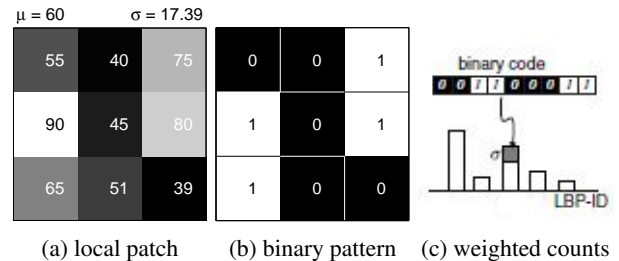 μ = 60 σ = 17.39
55 40 75
90 45 80
65 51 39
0 0 1
1 0 1
1 0 0
binary code
0 0 1 1 0 0 0 1 1
σ
LBP-ID
(a) local patch (b) binary pattern (c) weighted counts